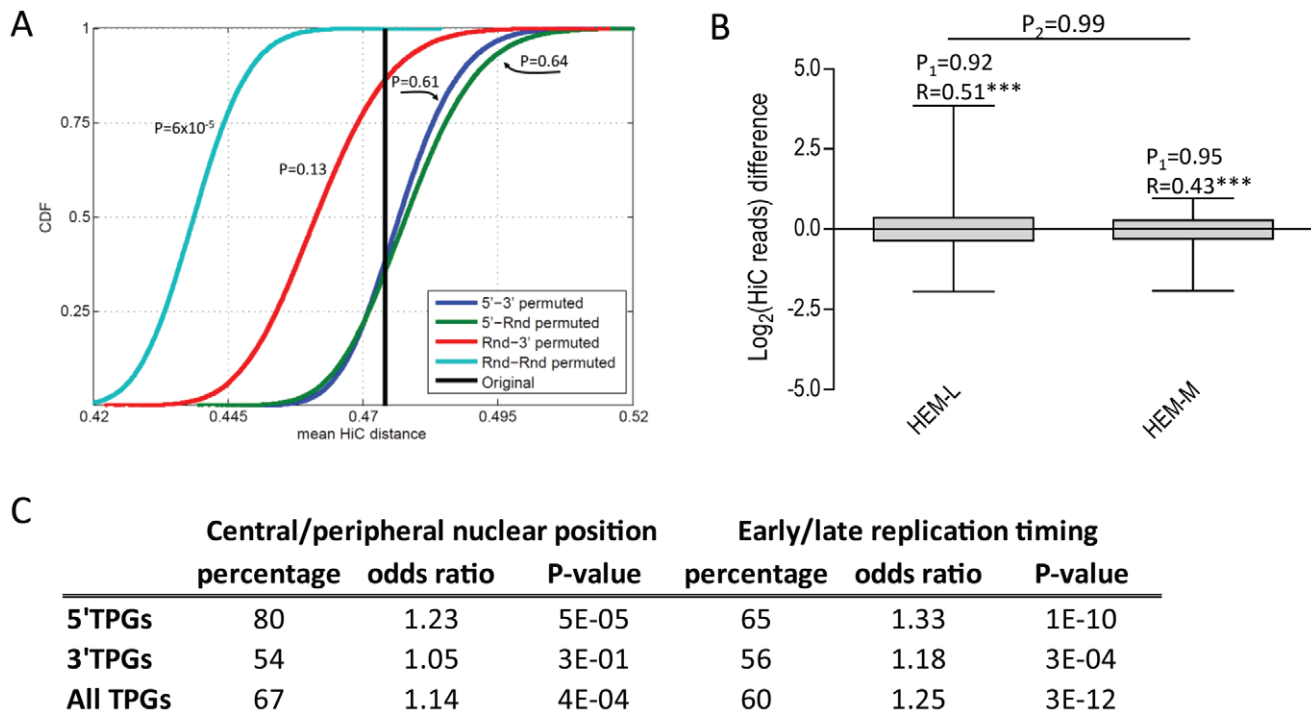 A
1
0.75
0.5
0.25
CDF
P=6x10-5
P=0.13
P=0.61
P=0.64
5'−3' permuted
5'−Rnd permuted
Rnd−3' permuted
Rnd−Rnd permuted
Original
0.42 0.445 0.47 0.495 0.52
mean HiC distance
B
P2=0.99
P1=0.92
R=0.51***
P1=0.95
R=0.43***
5.0
2.5
0.0
-2.5
-5.0
Log2(HiC reads) difference
HEM-L
HEM-M
C
Central/peripheral nuclear position Early/late replication timing
percentage odds ratio P-value percentage odds ratio P-value
5'TPGs 80 1.23 5E-05 65 1.33 1E-10
3'TPGs 54 1.05 3E-01 56 1.18 3E-04
All TPGs 67 1.14 4E-04 60 1.25 3E-12